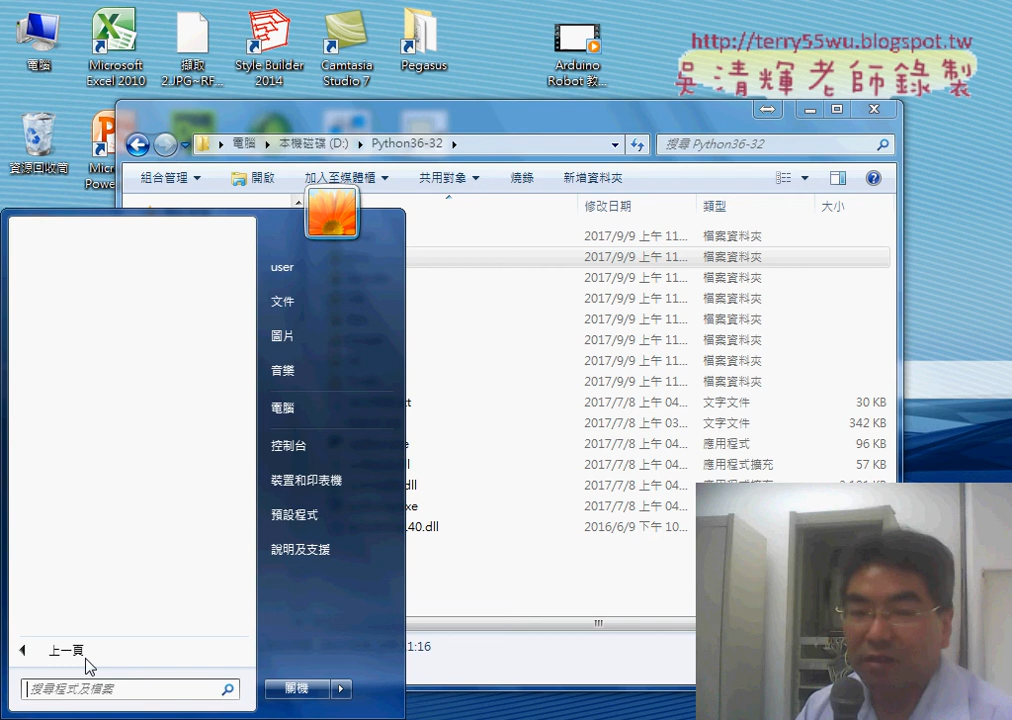 電腦
Microsoft Excel 2010
擷取 2.JPG~RF...
Style Builder 2014
Camtasia Studio 7
Pegasus
Arduino Robot 教...
http://terry55wu.blogspot.tw
吳清輝老師錄製
資源回收筒
Micr
Powe
電腦 本機磁碟 (D:) Python36-32
搜尋 Python36-32
組合管理 開啟 加入至媒體櫃 共用對象 燒錄 新增資料夾
修改日期 類型 大小
2017/9/9 上午 11... 檔案資料夾
2017/9/9 上午 11... 檔案資料夾
2017/9/9 上午 11... 檔案資料夾
2017/9/9 上午 11... 檔案資料夾
2017/9/9 上午 11... 檔案資料夾
2017/9/9 上午 11... 檔案資料夾
2017/9/9 上午 11... 檔案資料夾
2017/9/9 上午 11... 檔案資料夾
2017/7/8 上午 04... 文字文件 30 KB
2017/7/8 上午 03... 文字文件 342 KB
2017/7/8 上午 04... 應用程式 96 KB
2017/7/8 上午 04... 應用程式擴充 57 KB
dll 2017/7/8 上午 04...
xe 2017/7/8 上午 04...
.40.dll 2016/6/9 下午 10...
1:16
user
文件
圖片
音樂
電腦
控制台
裝置和印表機
預設程式
說明及支援
上一頁
搜尋程式及檔案
關機